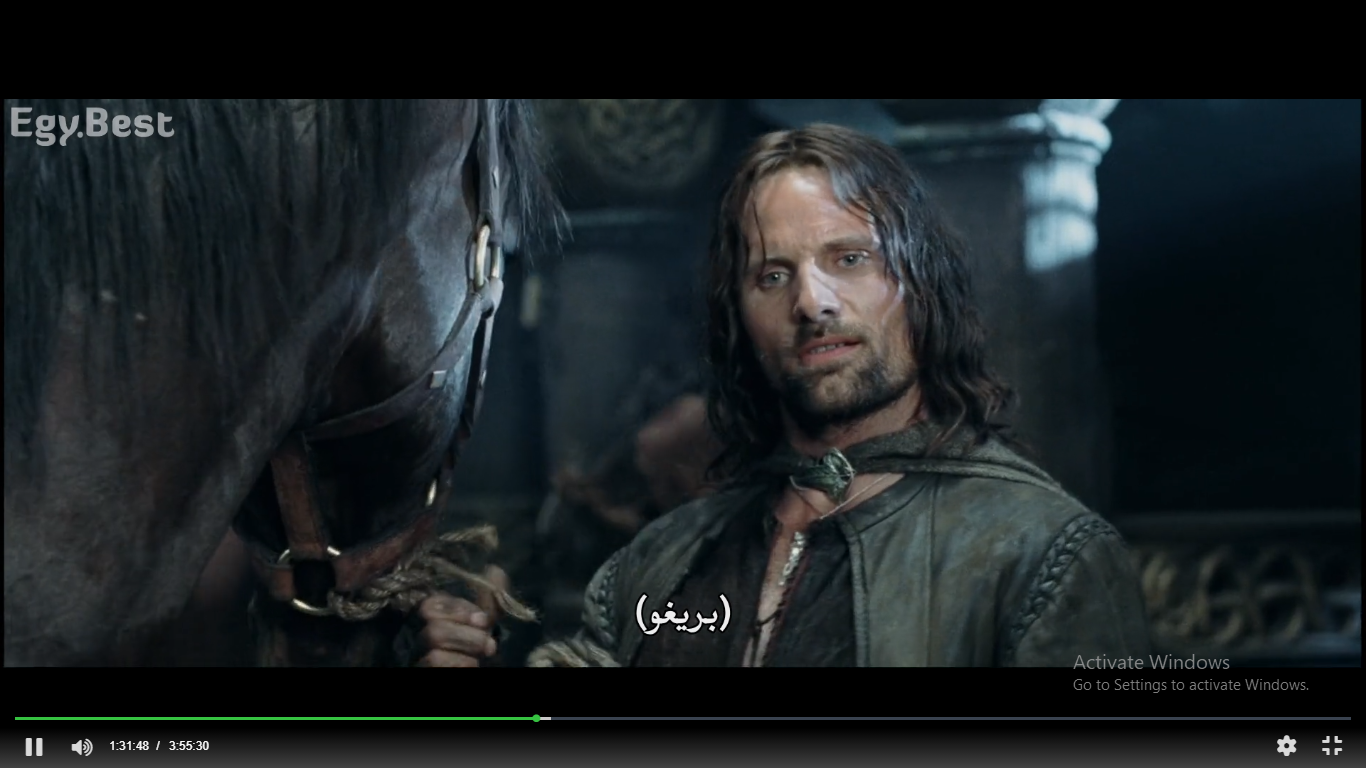 Egy.Best
(بريغو)
Activate Windows
Go to Settings to activate Windows.
1:31:48 / 3:55:30